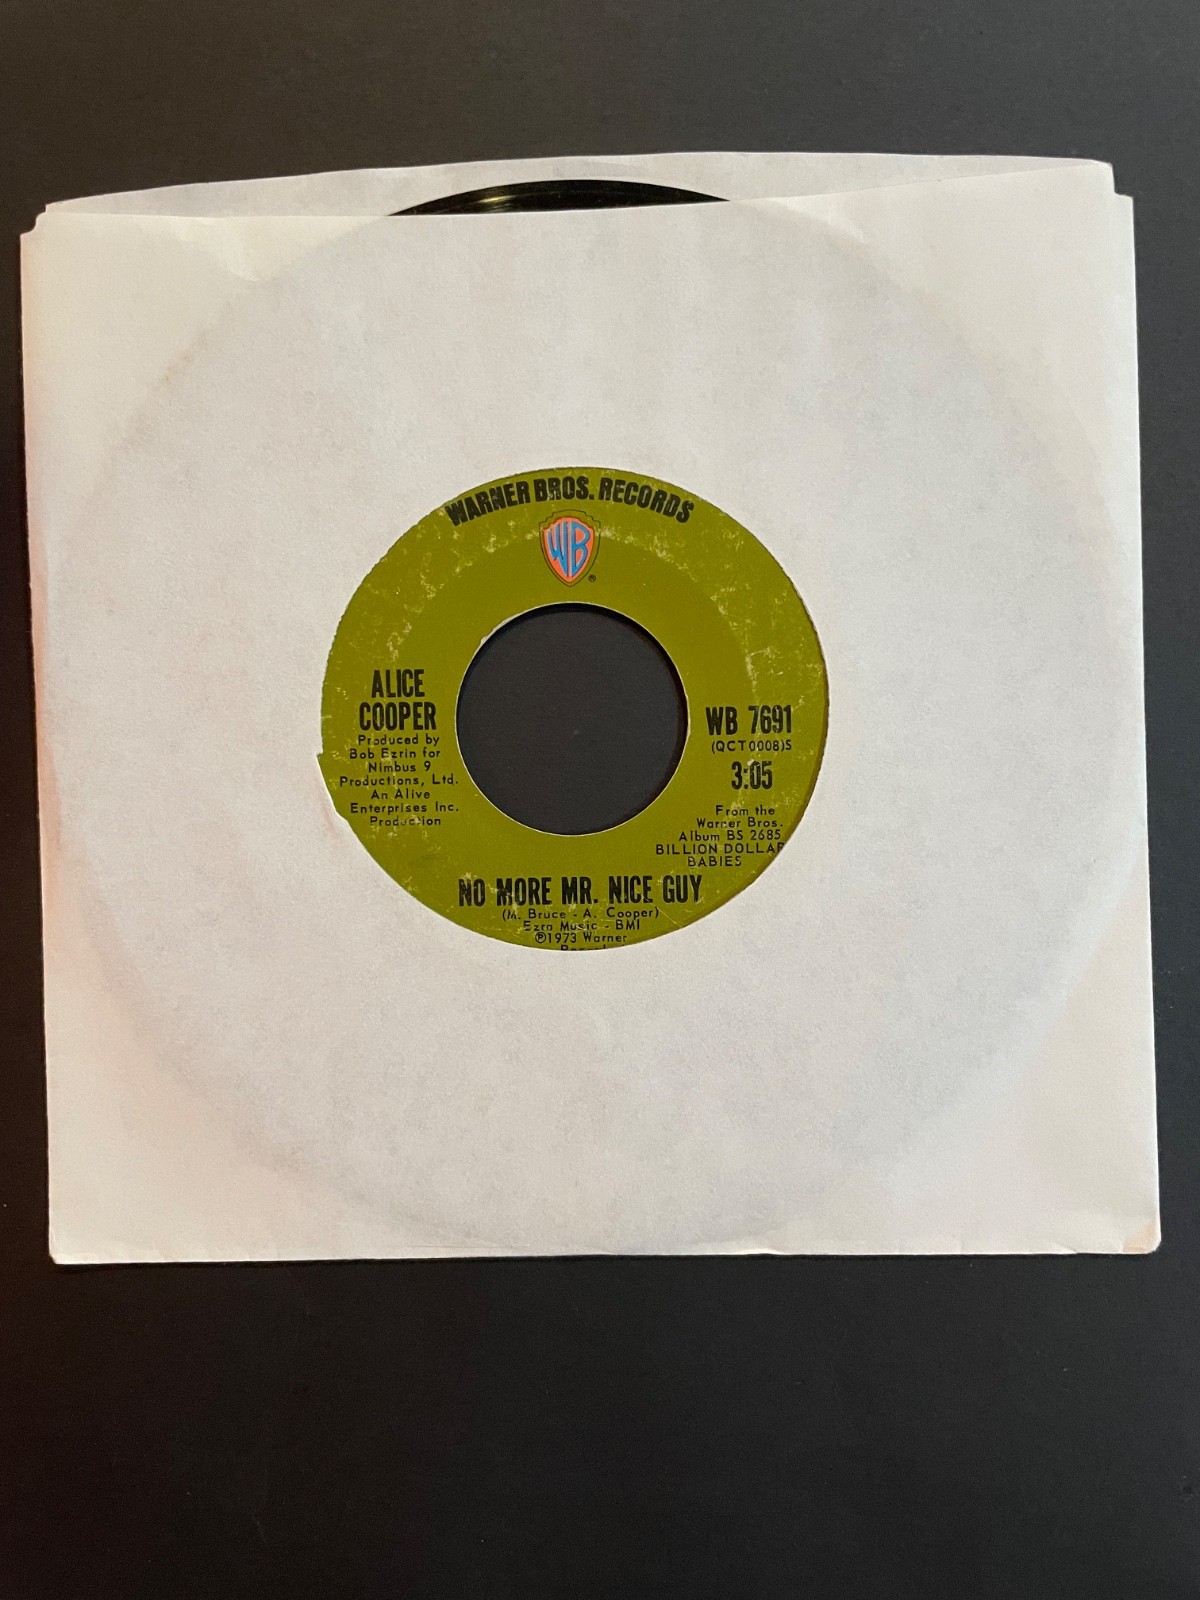 WARNER BROS. RECORDS
WB
®
ALICE
COOPER
Produced by
Bob Ezrin for
Nimbus 9
Productions, Ltd.
An Alive
Enterprises Inc.
Production
WB 7691
(QCT0008)S
3:05
From the
Warner Bros.
Album BS 2685
BILLION DOLLAR
BABIES
NO MORE MR. NICE GUY
(M. Bruce - A. Cooper)
Ezra Music - BMI
℗1973 Warner